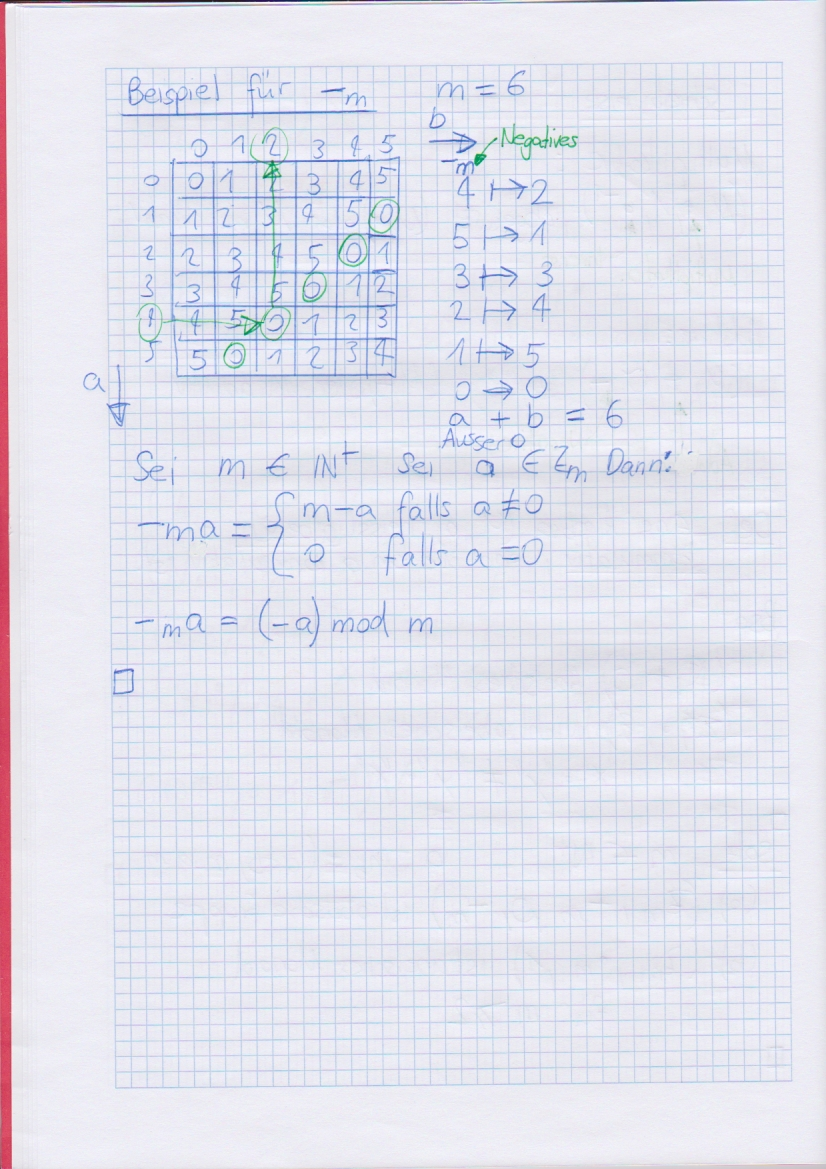 Beispiel für -m m = 6
b
Negatives
-m
0 1 2 3 4 5
0 0 1 2 3 4 5
1 1 2 3 4 5 0
2 2 3 4 5 0 1
3 3 4 5 0 1 2
4 4 5 0 1 2 3
5 5 0 1 2 3 4
a
4 ↦ 2
5 ↦ 1
3 ↦ 3
2 ↦ 4
1 ↦ 5
0 → 0
a + b = 6
Ausser 0
Sei m ∈ IN⁺ Sei a ∈ ℤm Dann:
-m a = { m-a falls a ≠ 0
0 falls a = 0
-m a = (-a) mod m